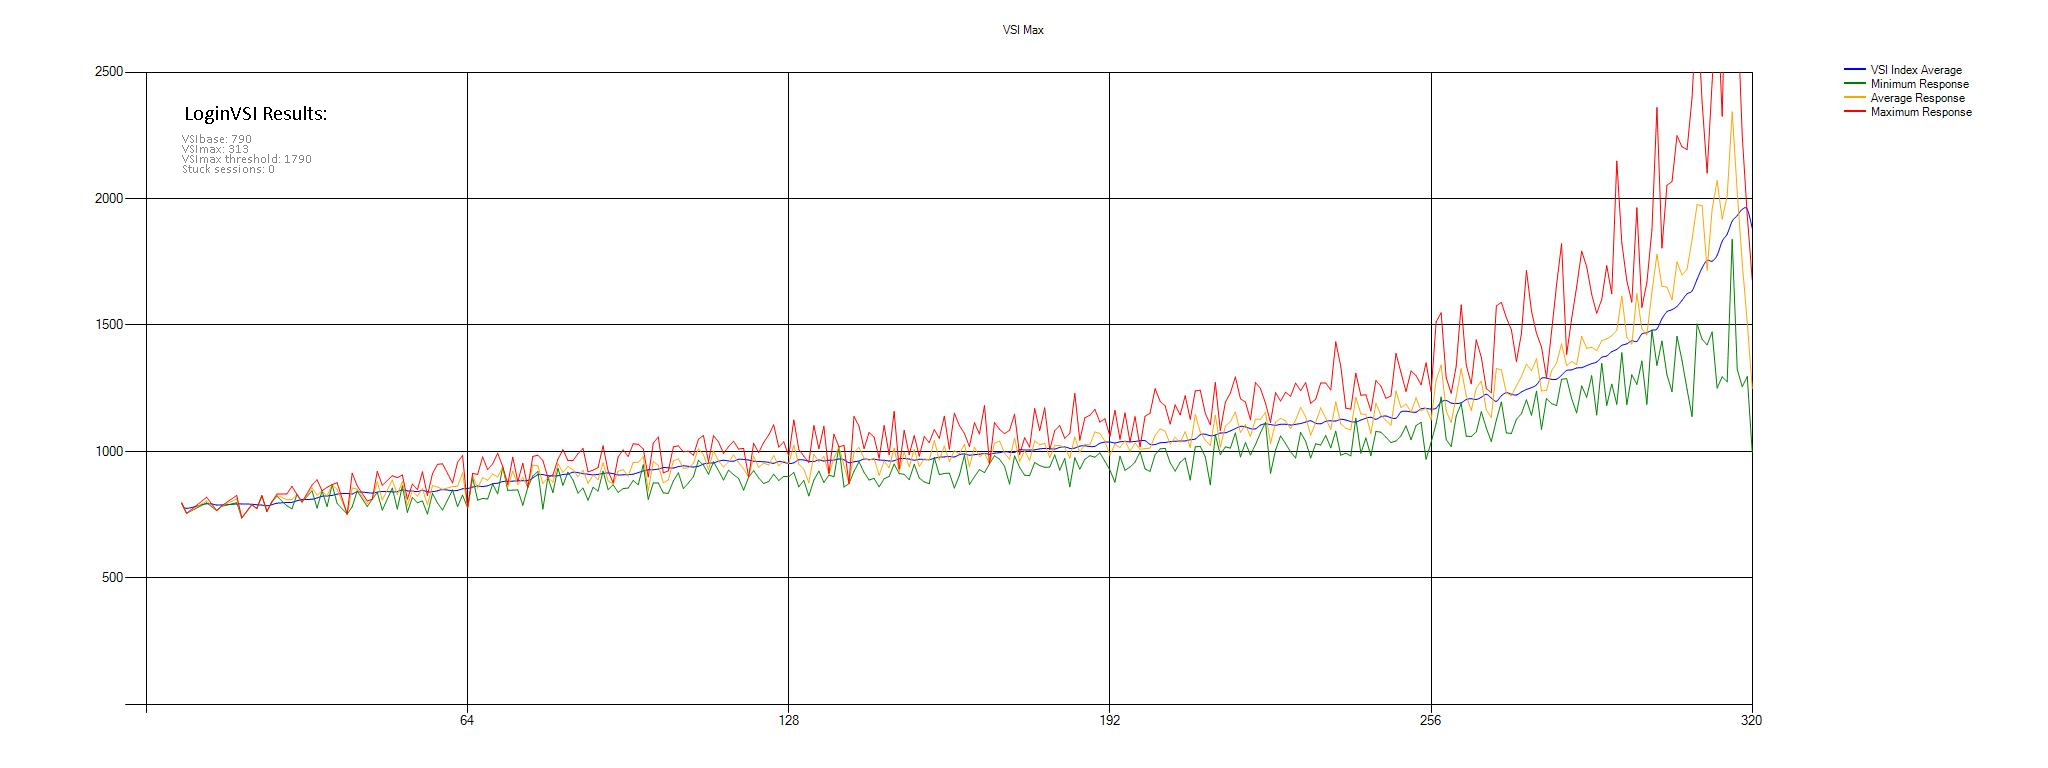 VSI Max
2500
2000
1500
1000
500
64
128
192
256
320
LoginVSI Results:
VSIbase: 790
VSImax: 313
VSImax threshold: 1790
Stuck sessions: 0
VSI Index Average
Minimum Response
Average Response
Maximum Response